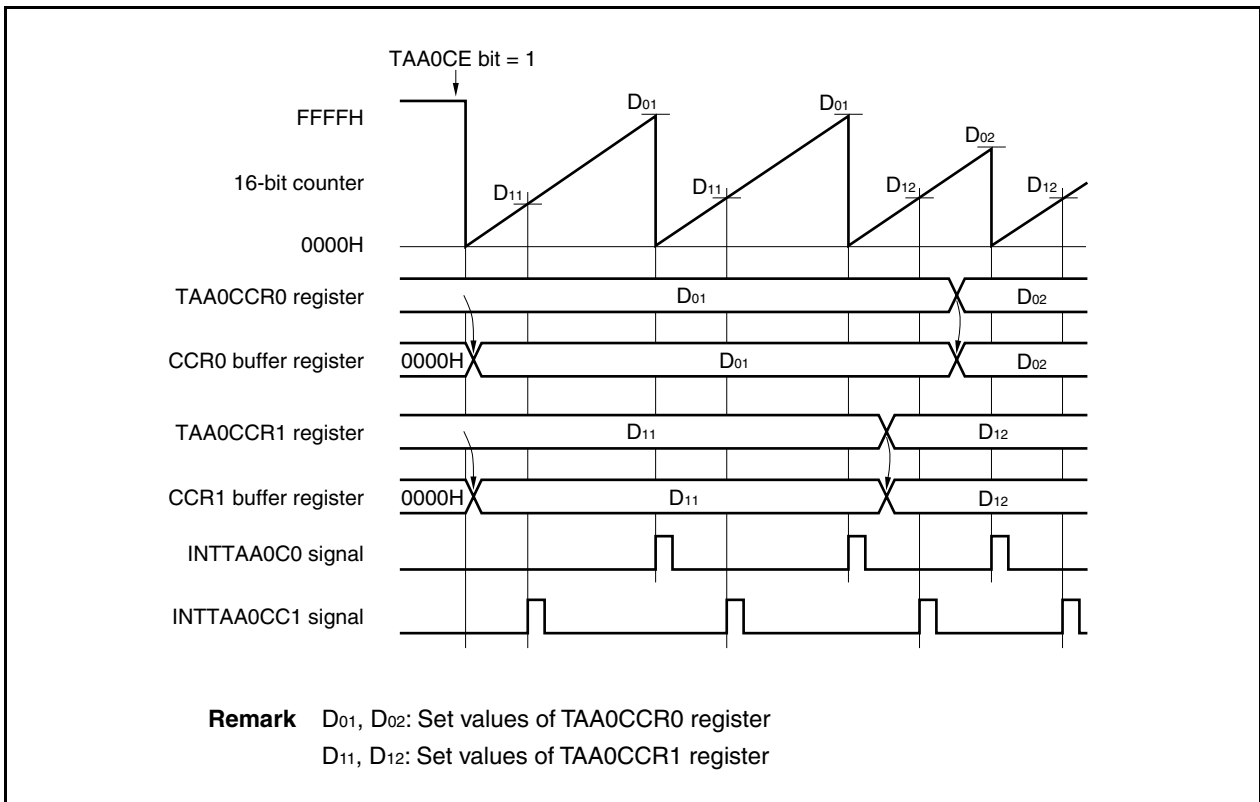 TAA0CE bit = 1
FFFFH
D01
D01
D02
16-bit counter
D11
D11
D12
D12
0000H
TAA0CCR0 register
D01
D02
CCR0 buffer register
0000H
D01
D02
TAA0CCR1 register
D11
D12
CCR1 buffer register
0000H
D11
D12
INTTAA0C0 signal
INTTAA0CC1 signal
Remark D01, D02: Set values of TAA0CCR0 register
D11, D12: Set values of TAA0CCR1 register